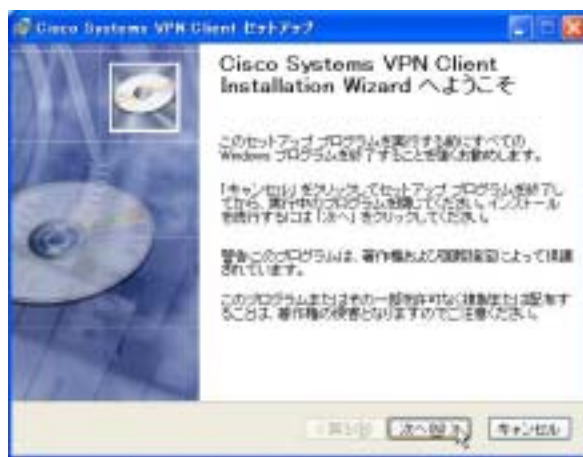 Cisco Systems VPN Client セットアップ
Cisco Systems VPN Client
Installation Wizard へようこそ
このセットアップ プログラムを実行する前にすべての
Windows プログラムを終了することを強くお勧めします。
「キャンセル」をクリックしてセットアップ プログラムを終了し
てから、実行中のプログラムを閉じてください。インストール
を続行するには「次へ」をクリックしてください。
警告:このプログラムは、著作権および国際協定によって保護
されています。
このプログラムまたはその一部を許可なく複製または配布す
ることは、著作権の侵害となりますのでご注意ください。
次へ(N) >
キャンセル